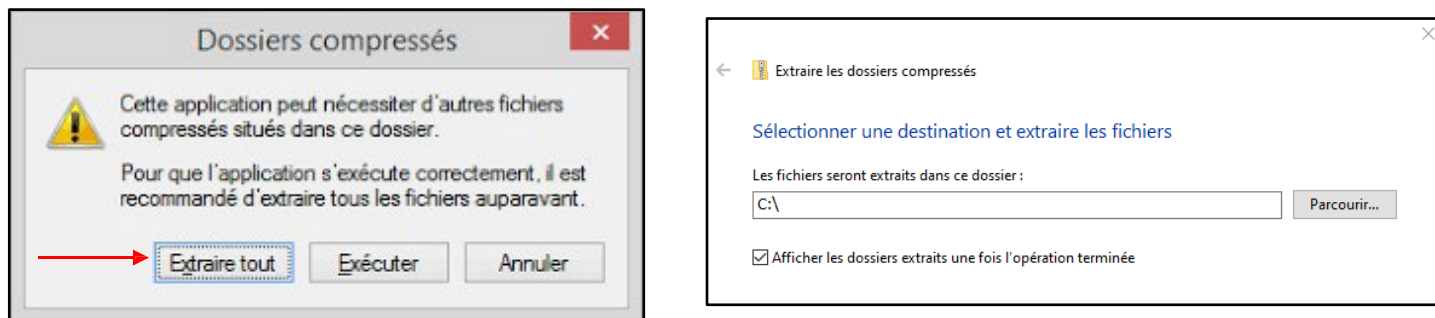 Dossiers compressés
Cette application peut nécessiter d'autres fichiers
compressés situés dans ce dossier.
Pour que l'application s'exécute correctement, il est
recommandé d'extraire tous les fichiers auparavant.
Extraire tout
Exécuter
Annuler
Extraire les dossiers compressés
Sélectionner une destination et extraire les fichiers
Les fichiers seront extraits dans ce dossier :
C:\
Parcourir...
Afficher les dossiers extraits une fois l'opération terminée